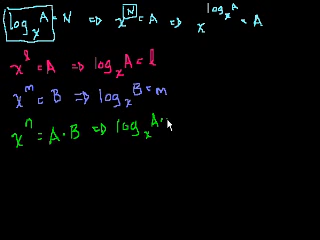 log_x A = N ⇒ x^N = A ⇒ x^(log_x A) = A
x^l = A ⇒ log_x A = l
x^m = B ⇒ log_x B = m
x^n = A · B ⇒ log_x A ·